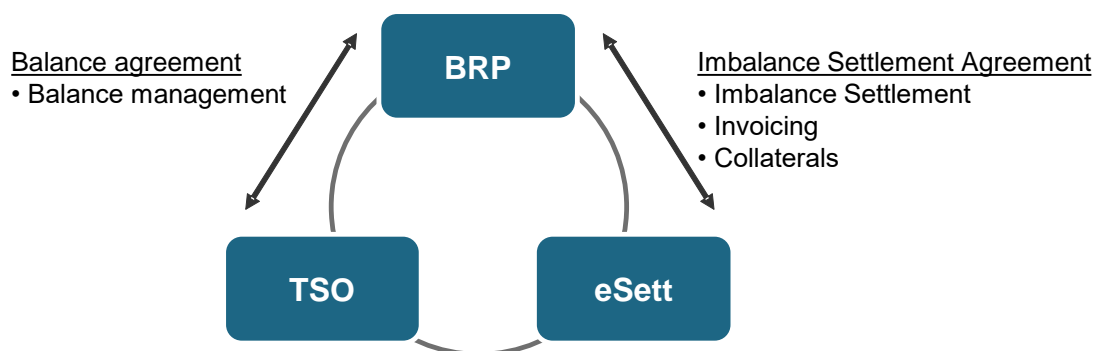 BRP
Balance agreement
• Balance management
Imbalance Settlement Agreement
• Imbalance Settlement
• Invoicing
• Collaterals
TSO
eSett